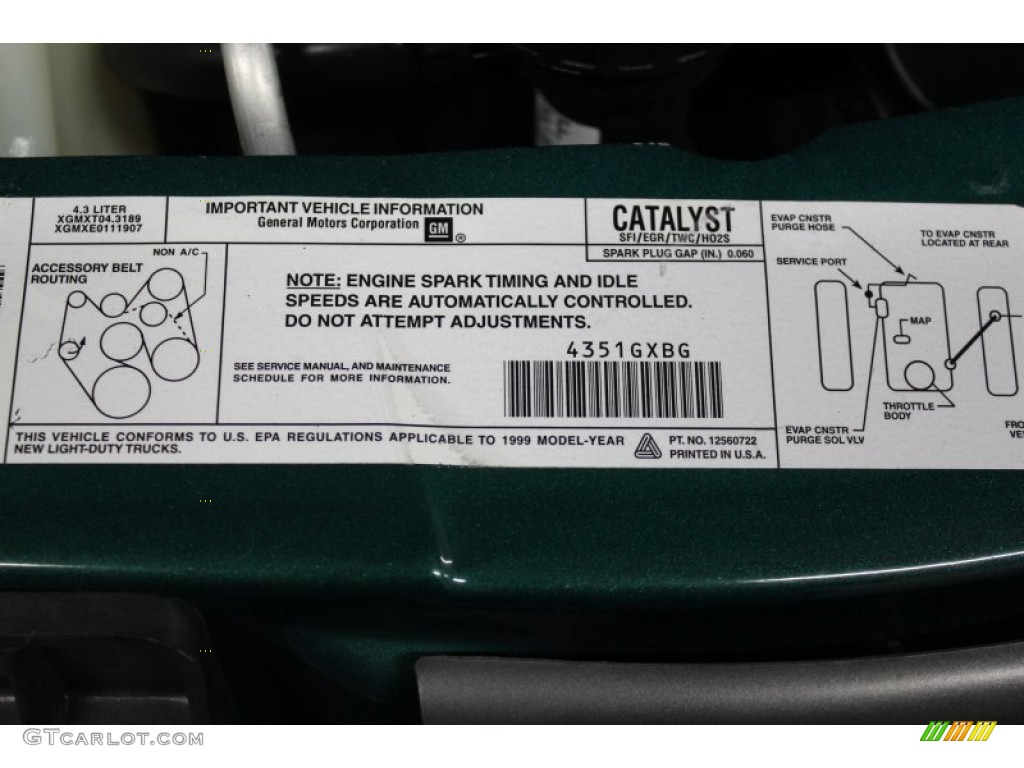 4.3 LITER
XGMXT04.3189
XGMXE0111907
IMPORTANT VEHICLE INFORMATION
General Motors Corporation GM ®
CATALYST
SFI/EGR/TWC/HO2S
SPARK PLUG GAP (IN.) 0.060
NON A/C
ACCESSORY BELT
ROUTING
NOTE: ENGINE SPARK TIMING AND IDLE
SPEEDS ARE AUTOMATICALLY CONTROLLED.
DO NOT ATTEMPT ADJUSTMENTS.
4351GXBG
SEE SERVICE MANUAL, AND MAINTENANCE
SCHEDULE FOR MORE INFORMATION.
THIS VEHICLE CONFORMS TO U.S. EPA REGULATIONS APPLICABLE TO 1999 MODEL-YEAR
NEW LIGHT-DUTY TRUCKS.
PT. NO. 12560722
PRINTED IN U.S.A.
EVAP CNSTR
PURGE HOSE
TO EVAP CNSTR
LOCATED AT REAR
SERVICE PORT
MAP
THROTTLE
BODY
EVAP CNSTR
PURGE SOL VLV
FRO
VE
GTcarlot.com